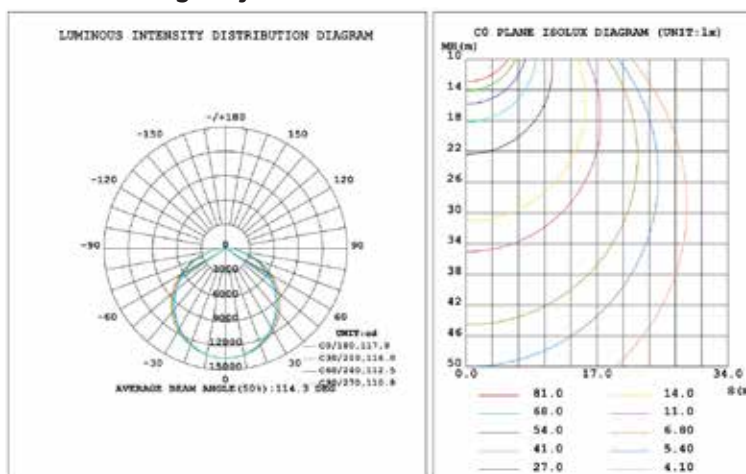 LUMINOUS INTENSITY DISTRIBUTION DIAGRAM
-/+180
-150 150
-120 120
-90 90
-60 60
-30 30
0
0
3000
6000
9000
12000
15000
UNIT:cd
C0/180,117.9
C30/210,116.0
C60/240,112.5
C90/270,110.8
AVERAGE BEAM ANGLE(50%):114.3 DEG
C0 PLANE ISOLUX DIAGRAM (UNIT:lx)
MH(m)
10
14
18
22
26
30
34
38
42
46
50
0.0 17.0 34.0
81.0 14.0
68.0 11.0
54.0 6.80
41.0 5.40
27.0 4.10